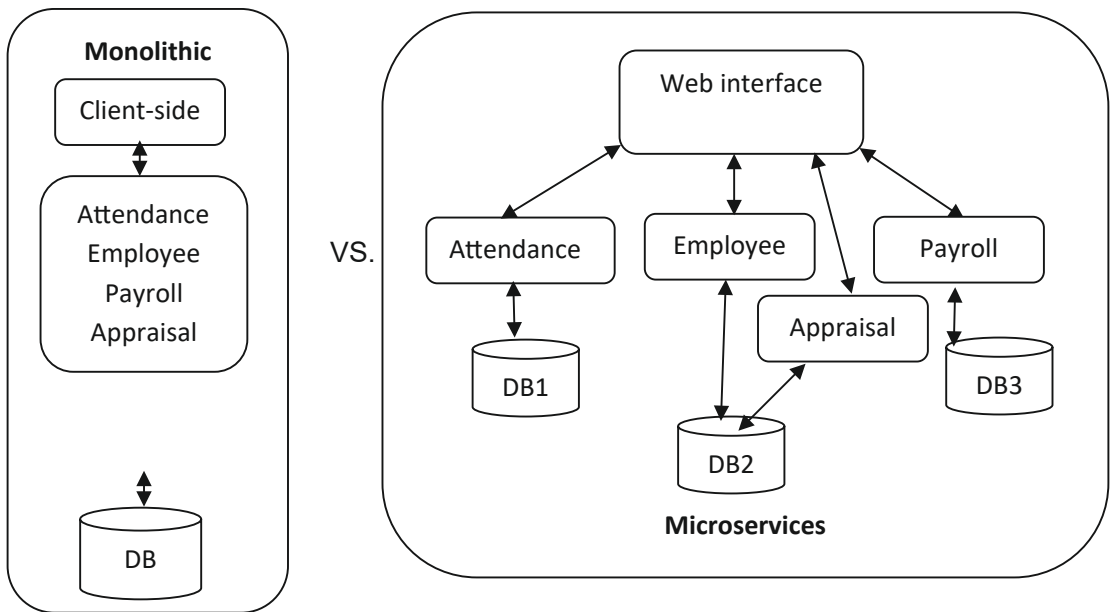 Monolithic
Client-side
Attendance
Employee
Payroll
Appraisal
DB
VS.
Web interface
Attendance
Employee
Payroll
Appraisal
DB1
DB3
DB2
Microservices